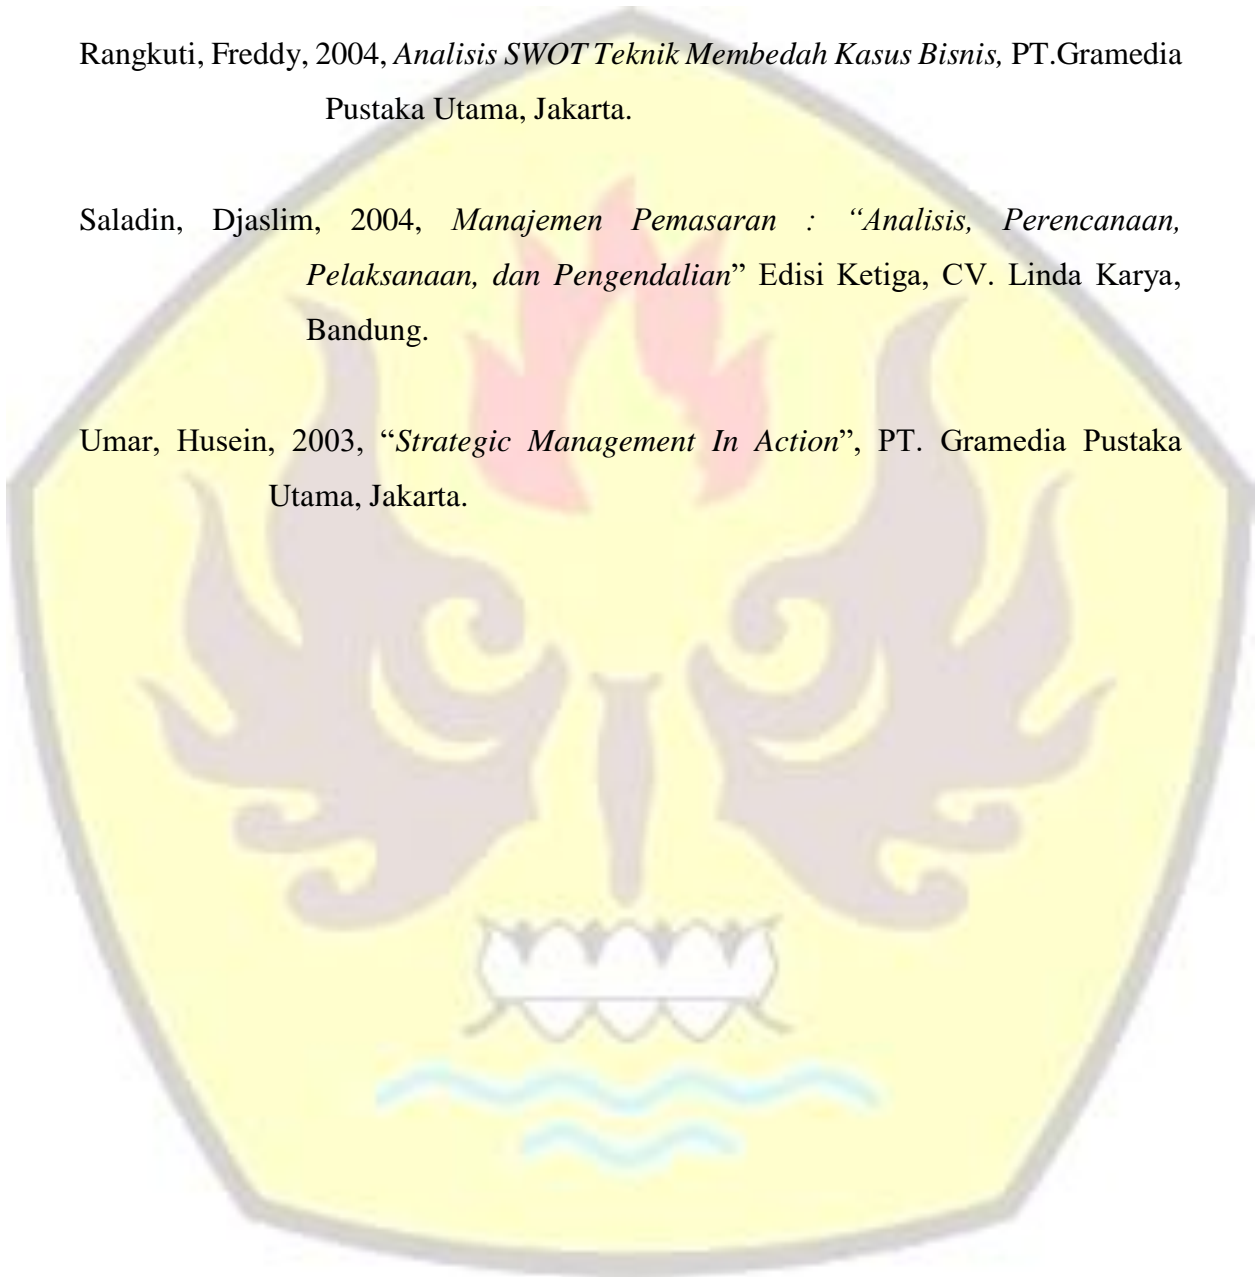 Rangkuti, Freddy, 2004, Analisis SWOT Teknik Membedah Kasus Bisnis, PT.Gramedia
Pustaka Utama, Jakarta.
Saladin, Djaslim, 2004, Manajemen Pemasaran : “Analisis, Perencanaan,
Pelaksanaan, dan Pengendalian” Edisi Ketiga, CV. Linda Karya,
Bandung.
Umar, Husein, 2003, “Strategic Management In Action”, PT. Gramedia Pustaka
Utama, Jakarta.